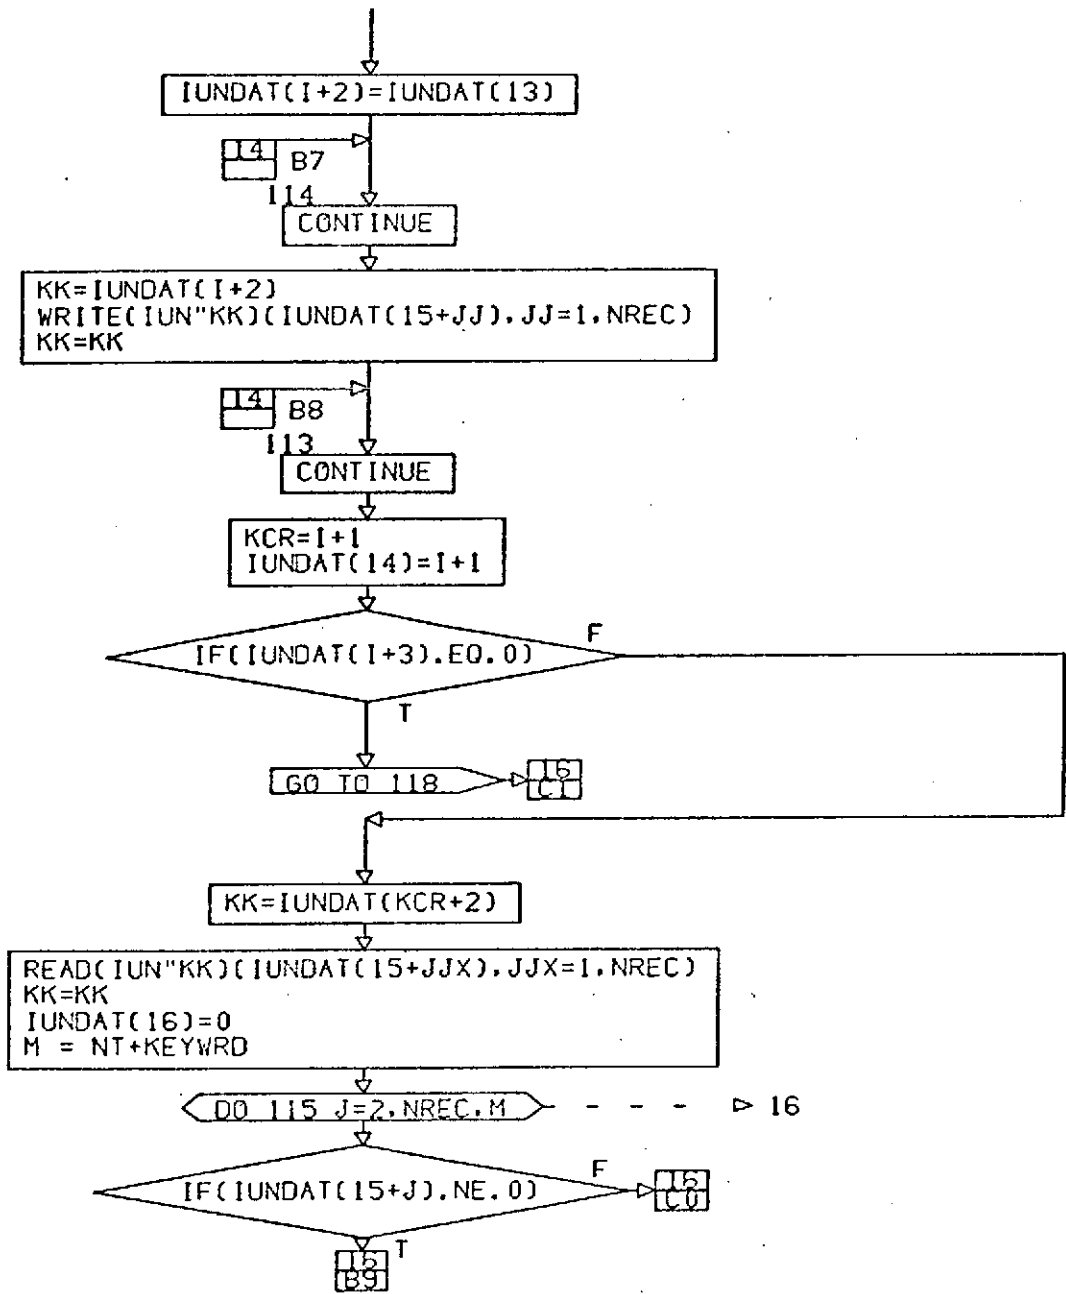 IUNDAT(I+2)=IUNDAT(13)
14
B7
114
CONTINUE
KK=IUNDAT(I+2)
WRITE(IUN"KK)(IUNDAT(15+JJ),JJ=1,NREC)
KK=KK
14
B8
113
CONTINUE
KCR=I+1
IUNDAT(14)=I+1
IF(IUNDAT(I+3).EQ.0)
F
T
GO TO 118
16
C1
KK=IUNDAT(KCR+2)
READ(IUN"KK)(IUNDAT(15+JJX),JJX=1,NREC)
KK=KK
IUNDAT(16)=0
M = NT+KEYWRD
DO 115 J=2,NREC,M
16
IF(IUNDAT(15+J).NE.0)
F
16
C0
T
16
B9